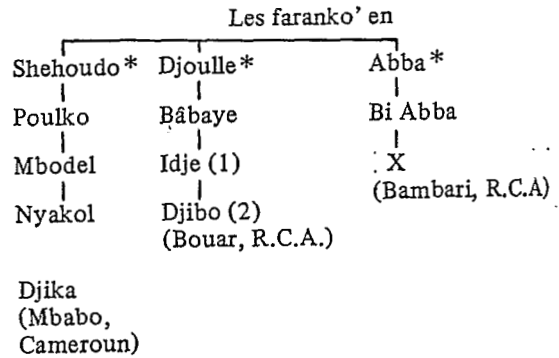 Les faranko' en
Shehoudo* Djoulle* Abba*
Poulko Bâbaye Bi Abba
Mbodel Idje (1) X
(Bambari, R.C.A)
Nyakol Djibo (2)
(Bouar, R.C.A.)
Djika
(Mbabo,
Cameroun)